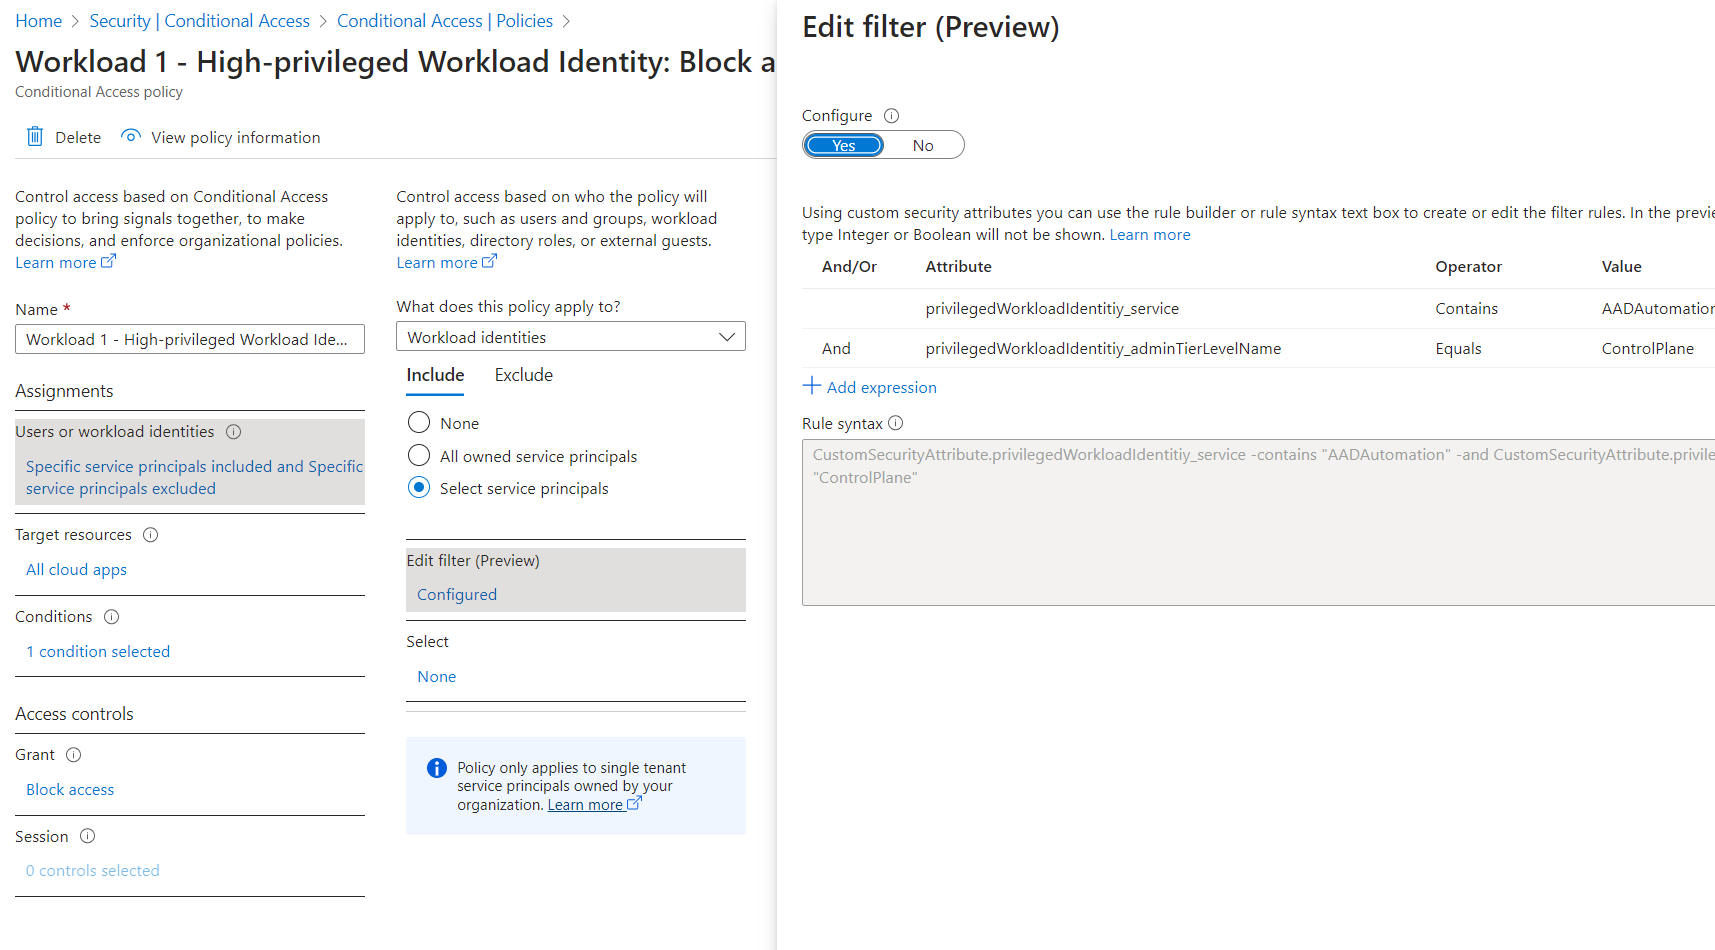 Home > Security | Conditional Access > Conditional Access | Policies >
Workload 1 - High-privileged Workload Identity: Block a
Conditional Access policy
Delete View policy information
Control access based on Conditional Access
policy to bring signals together, to make
decisions, and enforce organizational policies.
Learn more
Name *
Workload 1 - High-privileged Workload Ide...
Assignments
Users or workload identities
Specific service principals included and Specific
service principals excluded
Target resources
All cloud apps
Conditions
1 condition selected
Access controls
Grant
Block access
Session
0 controls selected
Control access based on who the policy will
apply to, such as users and groups, workload
identities, directory roles, or external guests.
Learn more
What does this policy apply to?
Workload identities
Include Exclude
None
All owned service principals
Select service principals
Edit filter (Preview)
Configured
Select
None
Policy only applies to single tenant
service principals owned by your
organization. Learn more
Edit filter (Preview)
Configure
Yes No
Using custom security attributes you can use the rule builder or rule syntax text box to create or edit the filter rules. In the previe
type Integer or Boolean will not be shown. Learn more
And/Or Attribute Operator Value
privilegedWorkloadIdentitiy_service Contains AADAutomation
And privilegedWorkloadIdentitiy_adminTierLevelName Equals ControlPlane
Add expression
Rule syntax
CustomSecurityAttribute.privilegedWorkloadIdentitiy_service -contains "AADAutomation" -and CustomSecurityAttribute.privile
"ControlPlane"